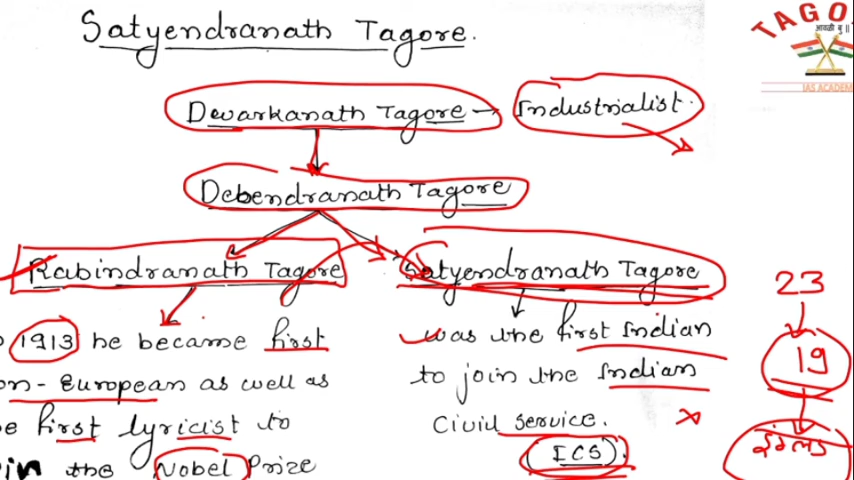 Satyendranath Tagore.
TAGO
IAS ACADEM
Dwarkanath Tagore → Industrialist.
Debendranath Tagore
Rabindranath Tagore
Satyendranath Tagore
1913 he became first
on-European as well as
e first lyricist to
in the Nobel Prize
was the first Indian
to join the Indian
Civil Service.
(ICS).
23
19